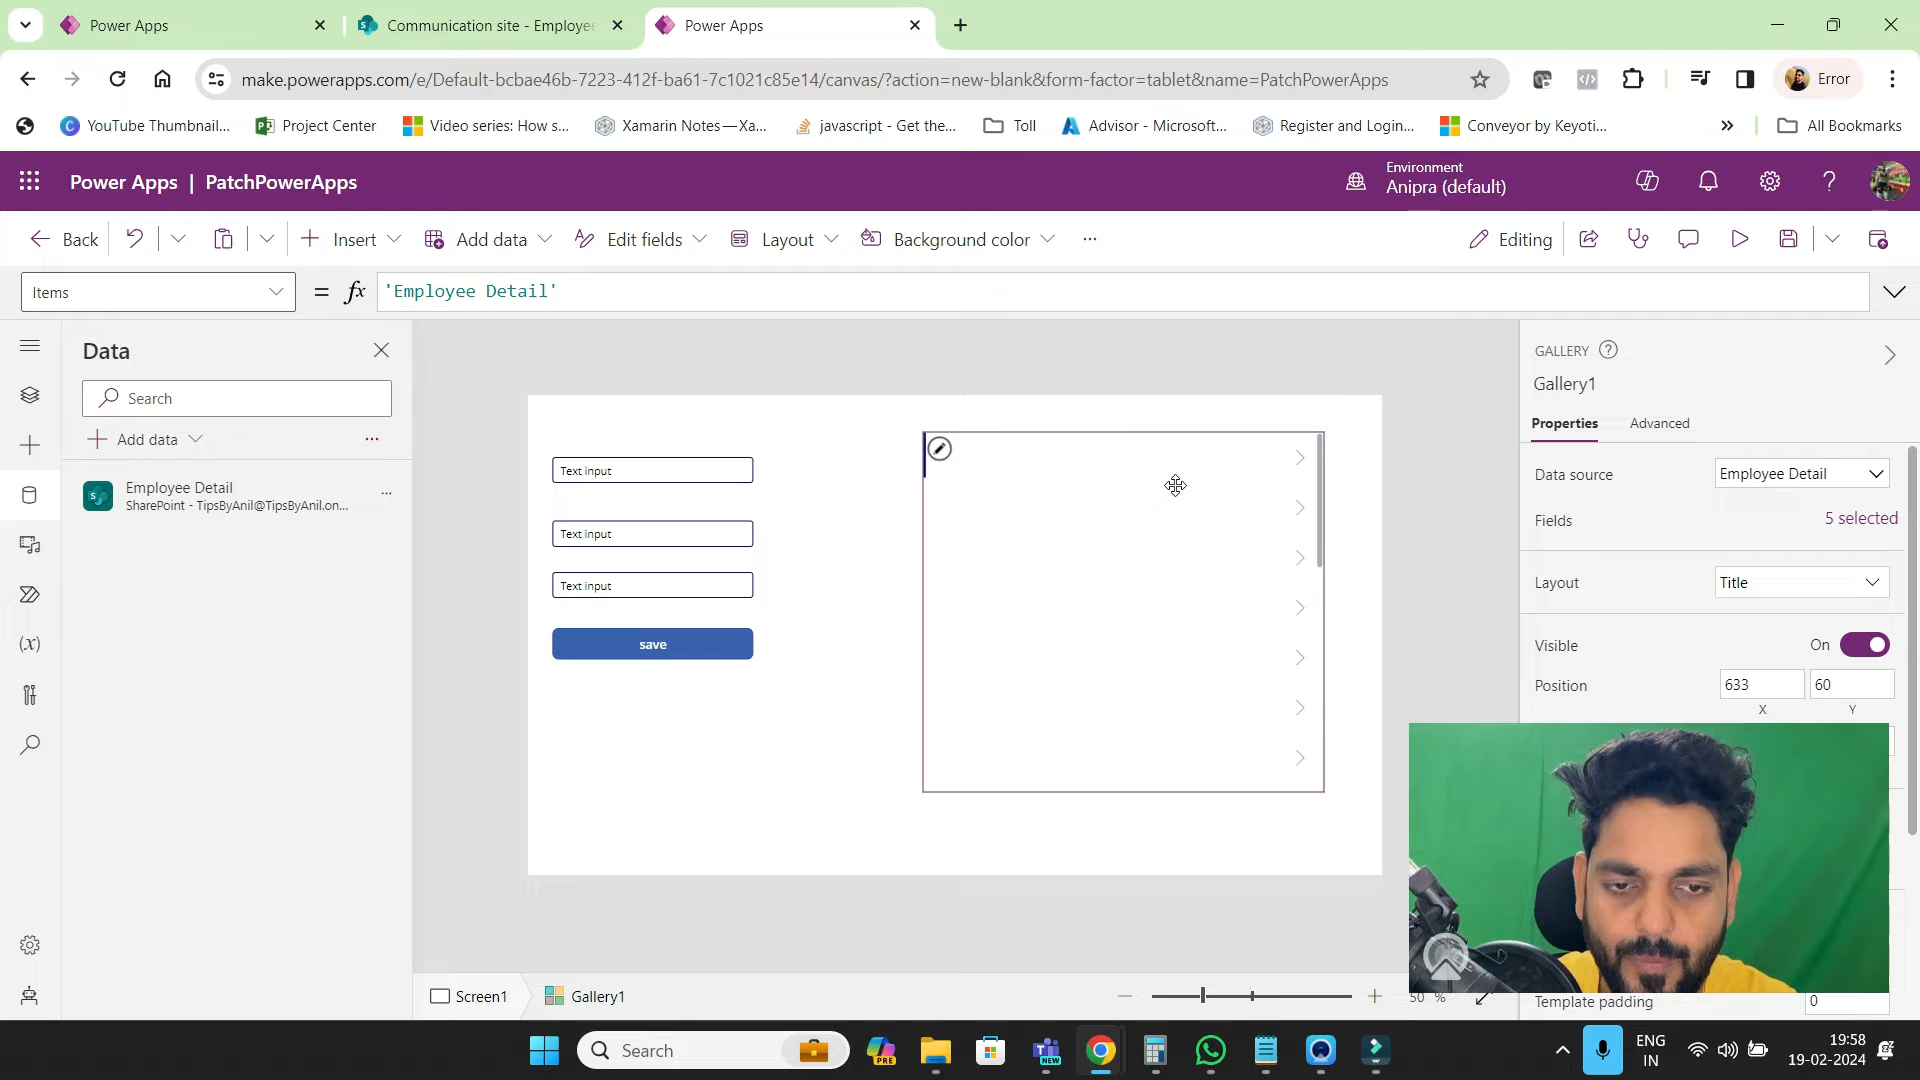 Power Apps
Communication site - Employe
Power Apps
make.powerapps.com/e/Default-bcbae46b-7223-412f-ba61-7c1021c85e14/canvas/?action=new-blank&form-factor=tablet&name=PatchPowerApps
Error
YouTube Thumbnail...
Project Center
Video series: How s...
Xamarin Notes—Xa...
javascript - Get the...
Toll
Advisor - Microsoft...
Register and Login...
Conveyor by Keyoti...
All Bookmarks
Power Apps | PatchPowerApps
Environment
Anipra (default)
Back
Insert
Add data
Edit fields
Layout
Background color
Editing
Items
= fx 'Employee Detail'
Data
Search
Add data
Employee Detail
SharePoint - TipsByAnil@TipsByAnil.on...
Text input
Text input
Text input
save
GALLERY
Gallery1
Properties
Advanced
Data source
Employee Detail
Fields
5 selected
Layout
Title
Visible
On
Position
633
60
X
Y
Template padding
0
Screen1
Gallery1
50 %
Search
PRE
NEW
ENG
IN
19:58
19-02-2024